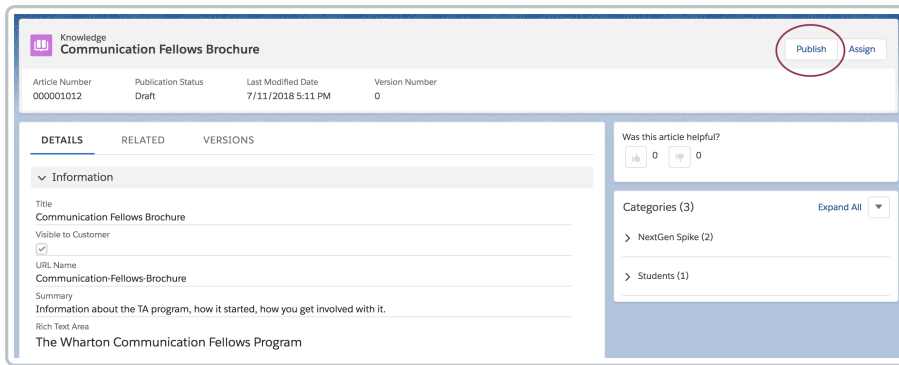 Knowledge
Communication Fellows Brochure
Publish Assign
Article Number Publication Status Last Modified Date Version Number
000001012 Draft 7/11/2018 5:11 PM 0
DETAILS RELATED VERSIONS
Information
Title
Communication Fellows Brochure
Visible to Customer
URL Name
Communication-Fellows-Brochure
Summary
Information about the TA program, how it started, how you get involved with it.
Rich Text Area
The Wharton Communication Fellows Program
Was this article helpful?
0 0
Categories (3) Expand All
NextGen Spike (2)
Students (1)